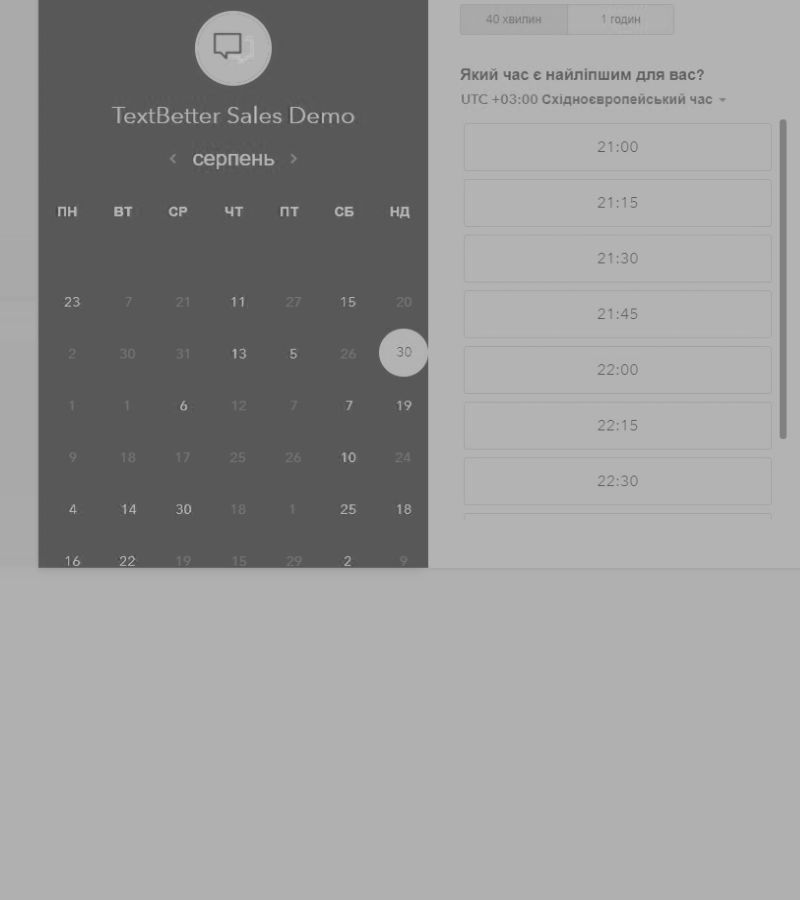 TextBetter Sales Demo
серпень
ПН ВТ СР ЧТ ПТ СБ НД
23 7 21 11 27 15 20
2 30 31 13 5 26 30
1 1 6 12 7 7 19
9 18 17 25 26 10 24
4 14 30 18 1 25 18
16 22 19 15 29 2 9
40 хвилин 1 годин
Який час є найліпшим для вас?
UTC +03:00 Східноєвропейський час
21:00
21:15
21:30
21:45
22:00
22:15
22:30